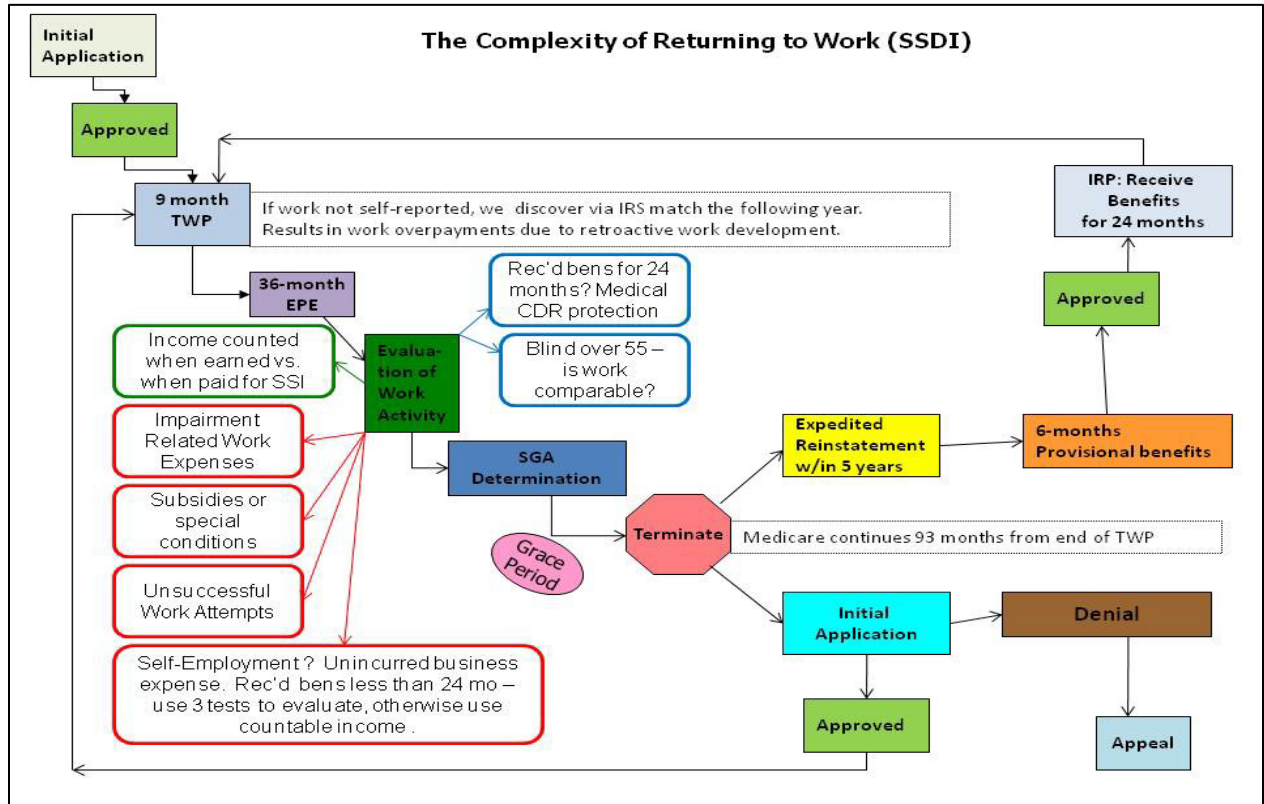 The Complexity of Returning to Work (SSDI)
Initial
Application
Approved
9 month
TWP
If work not self-reported, we discover via IRS match the following year.
Results in work overpayments due to retroactive work development.
IRP: Receive
Benefits
for 24 months
36-month
EPE
Rec'd bens for 24
months? Medical
CDR protection
Approved
Income counted
when earned vs.
when paid for SSI
Evalua-
tion of
Work
Activity
Blind over 55 –
is work
comparable?
Impairment
Related Work
Expenses
SGA
Determination
Expedited
Reinstatement
w/in 5 years
6-months
Provisional benefits
Subsidies or
special
conditions
Grace
Period
Terminate
Medicare continues 93 months from end of TWP
Unsuccessful
Work Attempts
Initial
Application
Denial
Self-Employment ? Unincurred business
expense. Rec'd bens less than 24 mo –
use 3 tests to evaluate, otherwise use
countable income .
Approved
Appeal